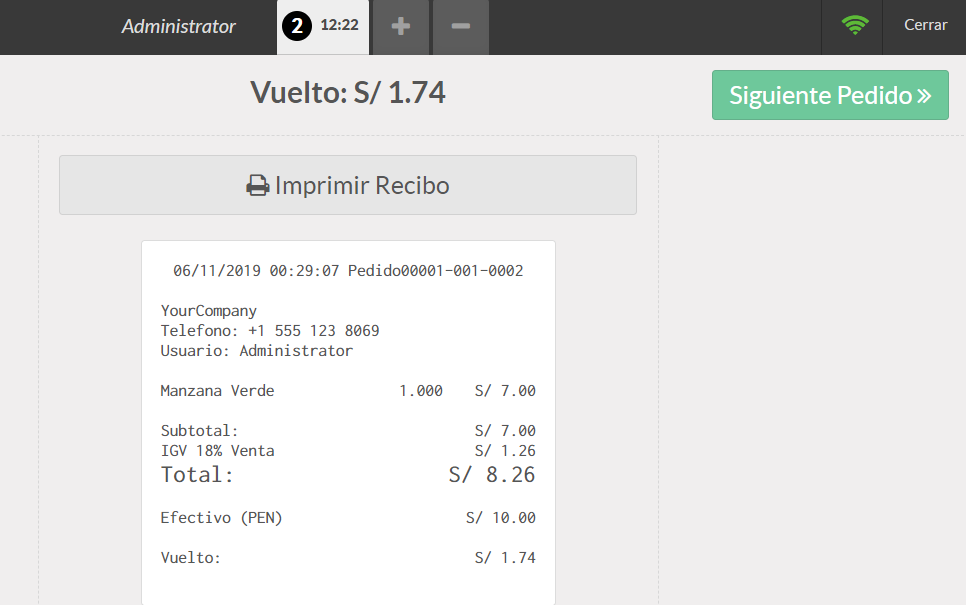 Administrator
2 12:22
Cerrar
Vuelto: S/ 1.74
Siguiente Pedido »
Imprimir Recibo
06/11/2019 00:29:07 Pedido00001-001-0002
YourCompany
Telefono: +1 555 123 8069
Usuario: Administrator
Manzana Verde 1.000 S/ 7.00
Subtotal: S/ 7.00
IGV 18% Venta S/ 1.26
Total: S/ 8.26
Efectivo (PEN) S/ 10.00
Vuelto: S/ 1.74